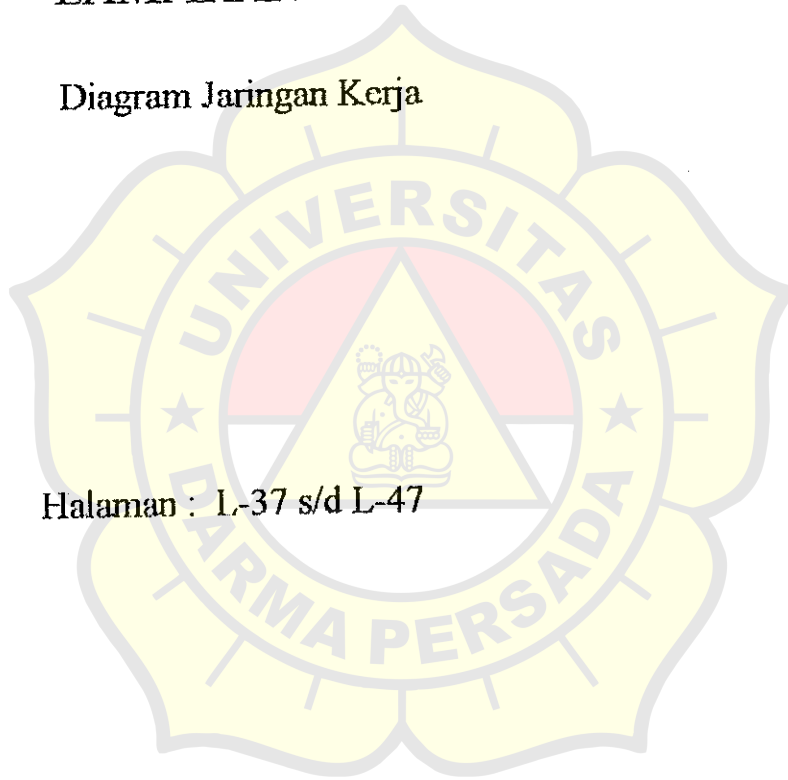 Diagram Jaringan Kerja
UNIVERSITAS
Halaman : L-37 s/d L-47
DARMA PERSADA